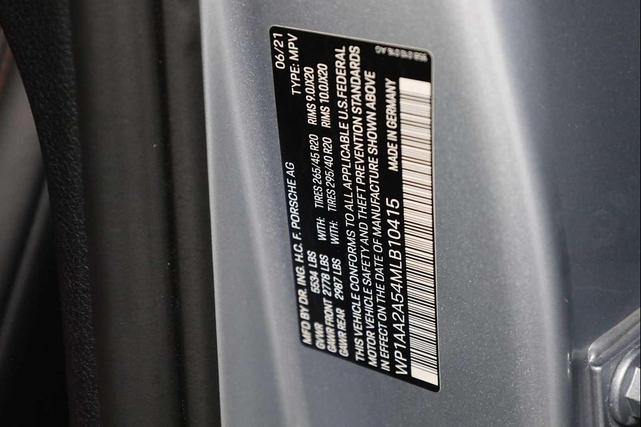 MFD BY DR. ING. H.C. F. PORSCHE AG 06/21
GVWR 5534 LBS TYPE: MPV
GAWR FRONT 2778 LBS WITH: TIRES 265/45 R20 RIMS 9.0JX20
GAWR REAR 2987 LBS WITH: TIRES 295/40 R20 RIMS 10.0JX20
THIS VEHICLE CONFORMS TO ALL APPLICABLE U.S. FEDERAL
MOTOR VEHICLE SAFETY AND THEFT PREVENTION STANDARDS
IN EFFECT ON THE DATE OF MANUFACTURE SHOWN ABOVE
WP1AA2A54MLB10415 MADE IN GERMANY